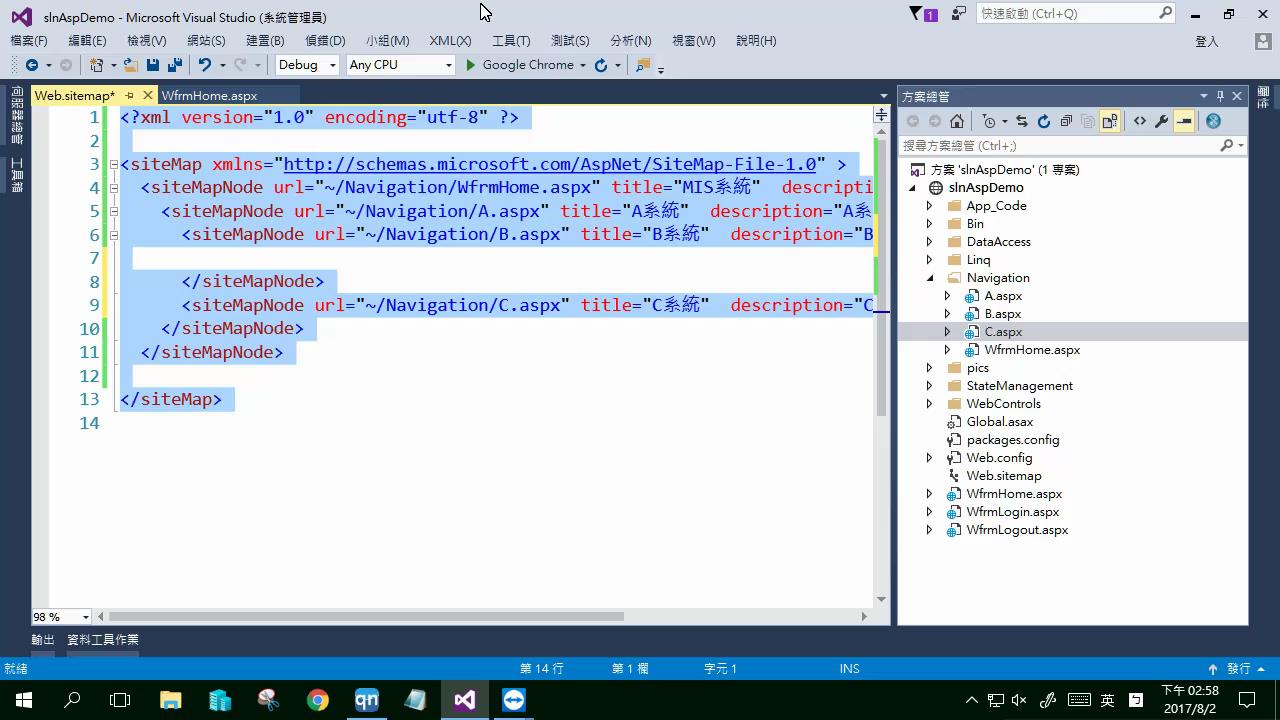 slnAspDemo - Microsoft Visual Studio (系統管理員)
1
快速啟動 (Ctrl+Q)
檔案(F) 編輯(E) 檢視(V) 網站(S) 建置(B) 偵錯(D) 小組(M) XML(X) 工具(T) 測試(S) 分析(N) 視窗(W) 說明(H)
登入
Debug Any CPU Google Chrome
Web.sitemap* WfrmHome.aspx
伺服器總管
工具箱
1 <?xml version="1.0" encoding="utf-8" ?>
2
3 <siteMap xmlns="http://schemas.microsoft.com/AspNet/SiteMap-File-1.0" >
4 <siteMapNode url="~/Navigation/WfrmHome.aspx" title="MIS系統" descripti
5 <siteMapNode url="~/Navigation/A.aspx" title="A系統" description="A系
6 <siteMapNode url="~/Navigation/B.aspx" title="B系統" description="B
7
8 </siteMapNode>
9 <siteMapNode url="~/Navigation/C.aspx" title="C系統" description="C
10 </siteMapNode>
11 </siteMapNode>
12
13 </siteMap>
14
98 %
輸出 資料工具作業
方案總管
搜尋方案總管 (Ctrl+;)
方案 'slnAspDemo' (1 專案)
slnAspDemo
App_Code
Bin
DataAccess
Linq
Navigation
A.aspx
B.aspx
C.aspx
WfrmHome.aspx
pics
StateManagement
WebControls
Global.asax
packages.config
Web.config
Web.sitemap
WfrmHome.aspx
WfrmLogin.aspx
WfrmLogout.aspx
屬性
就緒 第 14 行 第 1 欄 字元 1 INS 發行
qn
英
下午 02:58
2017/8/2